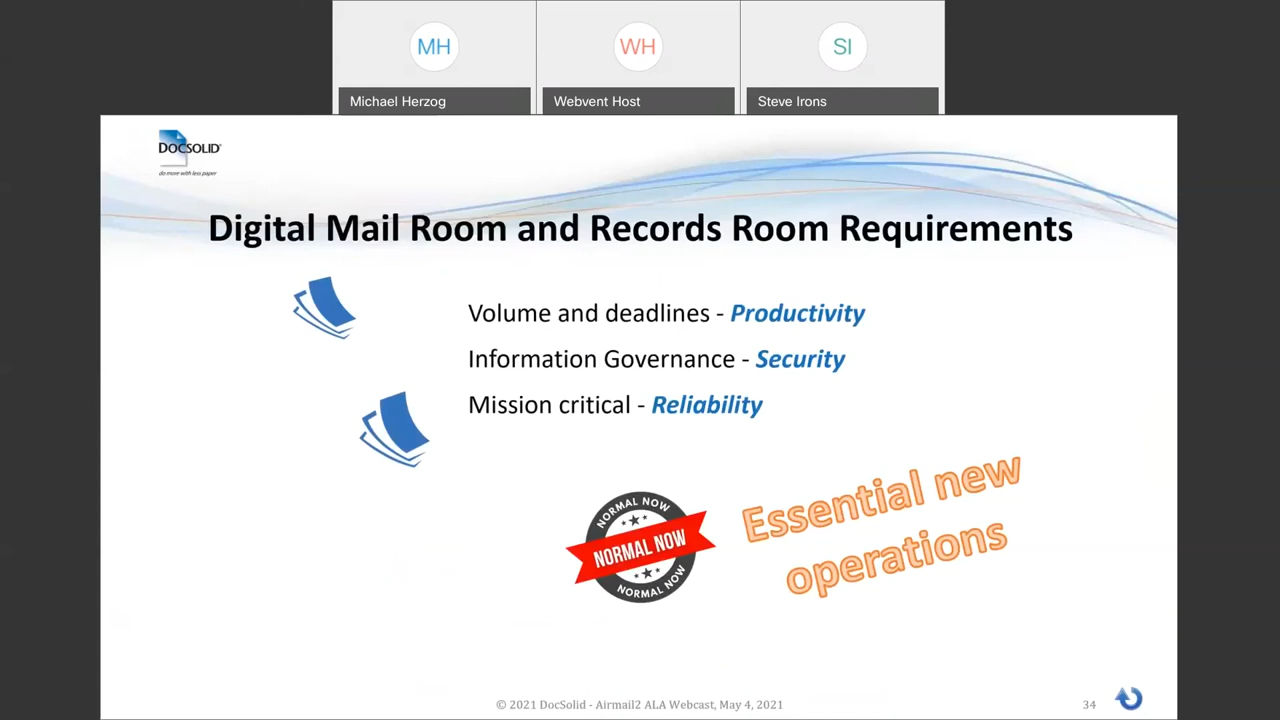 MH
WH
SI
Michael Herzog
Webvent Host
Steve Irons
DOCSOLID
do more with less paper
Digital Mail Room and Records Room Requirements
Volume and deadlines - Productivity
Information Governance - Security
Mission critical - Reliability
Essential new
operations
NORMAL NOW
NORMAL NOW
NORMAL NOW
© 2021 DocSolid - Airmail2 ALA Webcast, May 4, 2021
34